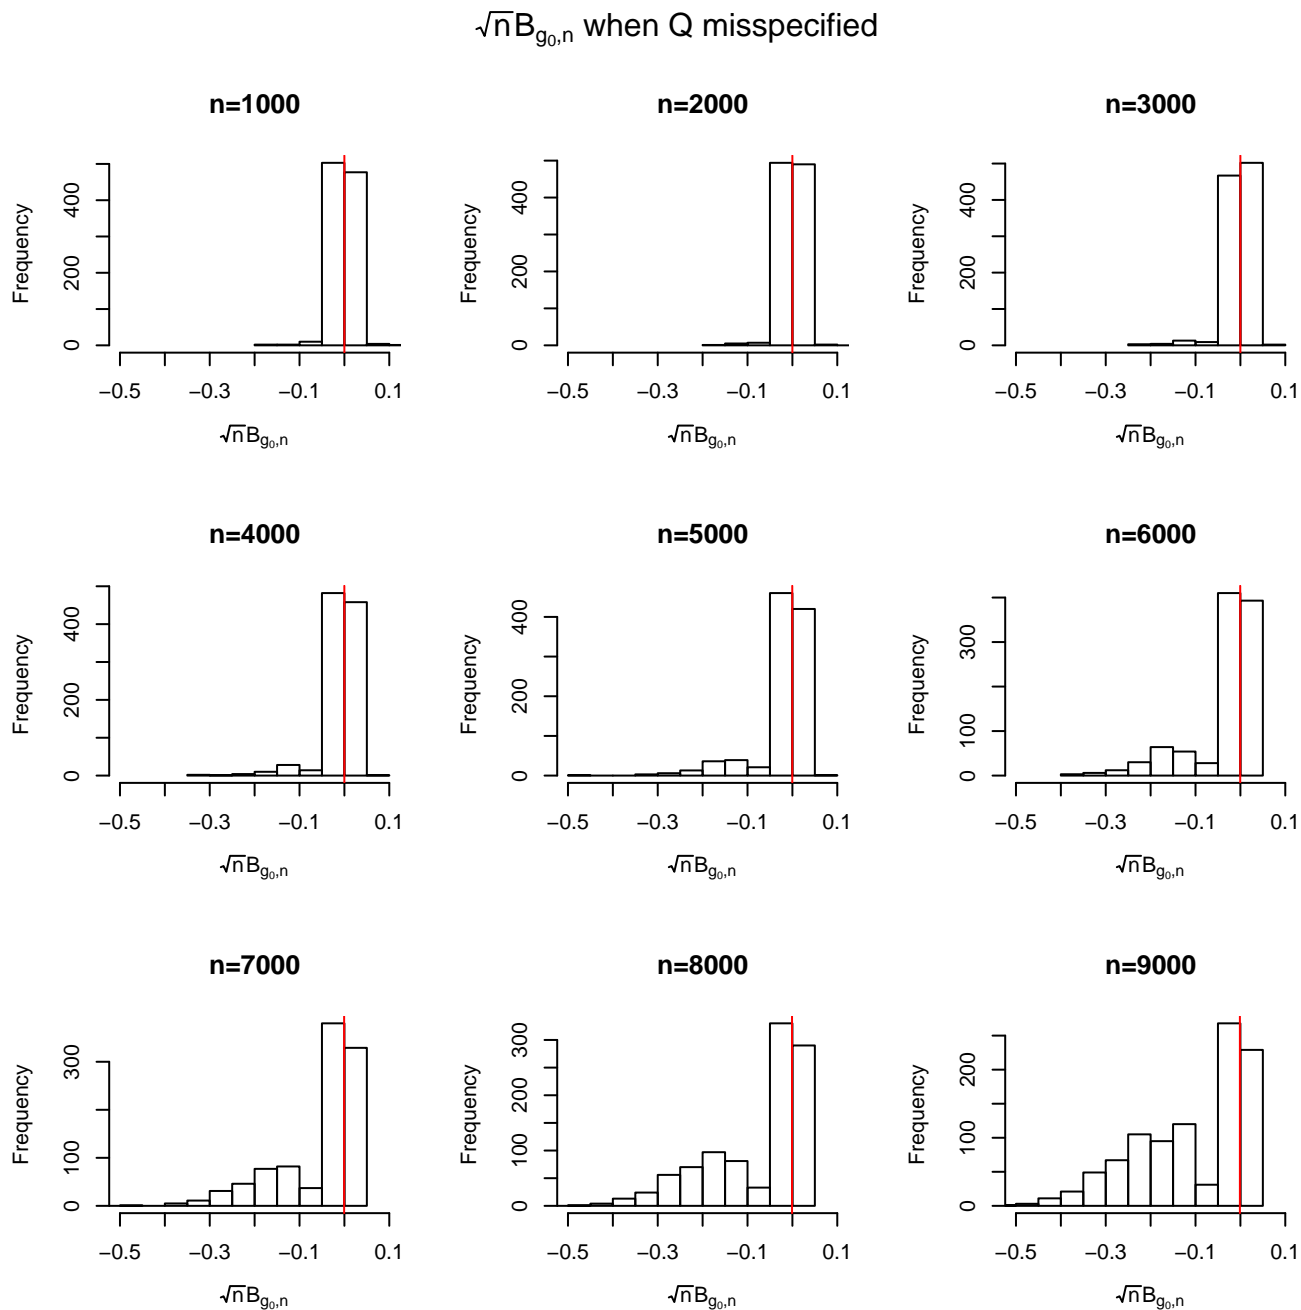 √nB_{g₀,n} when Q misspecified
n=1000
Frequency
0
200
400
−0.5
−0.3
−0.1
0.1
√nB_{g₀,n}
n=2000
Frequency
0
200
400
−0.5
−0.3
−0.1
0.1
√nB_{g₀,n}
n=3000
Frequency
0
200
400
−0.5
−0.3
−0.1
0.1
√nB_{g₀,n}
n=4000
Frequency
0
200
400
−0.5
−0.3
−0.1
0.1
√nB_{g₀,n}
n=5000
Frequency
0
200
400
−0.5
−0.3
−0.1
0.1
√nB_{g₀,n}
n=6000
Frequency
0
100
300
−0.5
−0.3
−0.1
0.1
√nB_{g₀,n}
n=7000
Frequency
0
100
300
−0.5
−0.3
−0.1
0.1
√nB_{g₀,n}
n=8000
Frequency
0
100
200
300
−0.5
−0.3
−0.1
0.1
√nB_{g₀,n}
n=9000
Frequency
0
100
200
−0.5
−0.3
−0.1
0.1
√nB_{g₀,n}